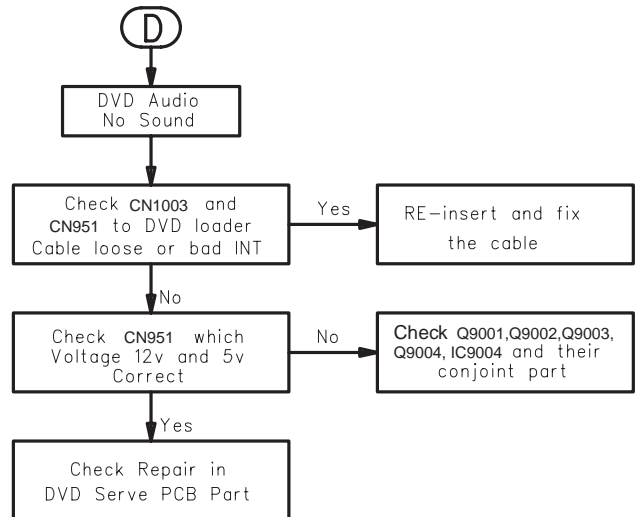 D
DVD Audio
No Sound
Check CN1003 and
CN951 to DVD loader
Cable loose or bad INT
Yes
RE-insert and fix
the cable
No
Check CN951 which
Voltage 12v and 5v
Correct
No
Check Q9001,Q9002,Q9003,
Q9004, IC9004 and their
conjoint part
Yes
Check Repair in
DVD Serve PCB Part